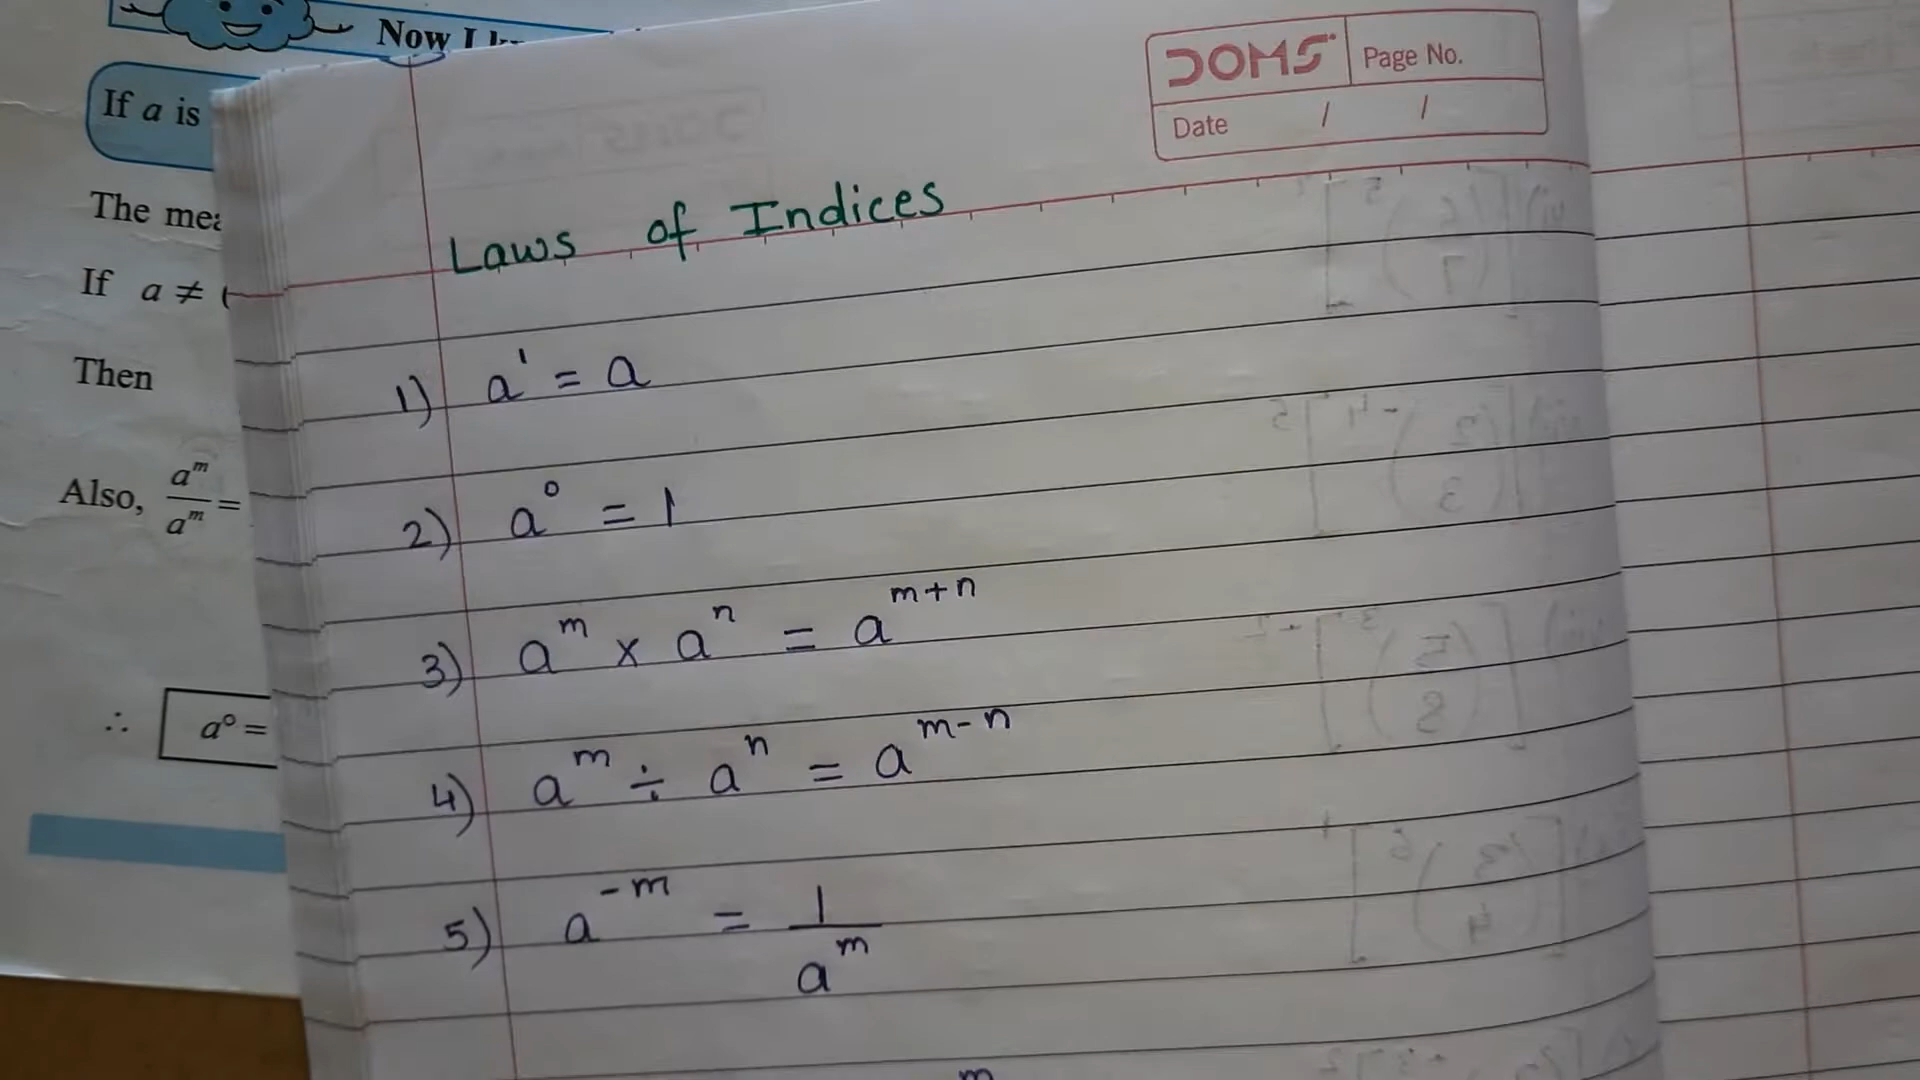 Now I
If a is
The mea
If a ≠
Then
Also, aᵐ/aᵐ =
∴ a⁰ =
DOMS Page No.
Date / /
Laws of Indices
1) a¹ = a
2) a⁰ = 1
3) aᵐ × aⁿ = aᵐ⁺ⁿ
4) aᵐ ÷ aⁿ = aᵐ⁻ⁿ
5) a⁻ᵐ = 1/aᵐ
m